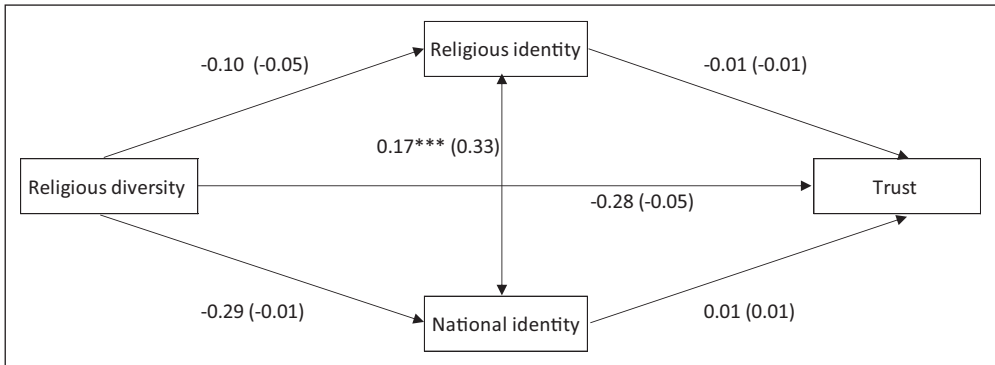 Religious identity
-0.10 (-0.05)
-0.01 (-0.01)
0.17*** (0.33)
Religious diversity
Trust
-0.28 (-0.05)
-0.29 (-0.01)
National identity
0.01 (0.01)